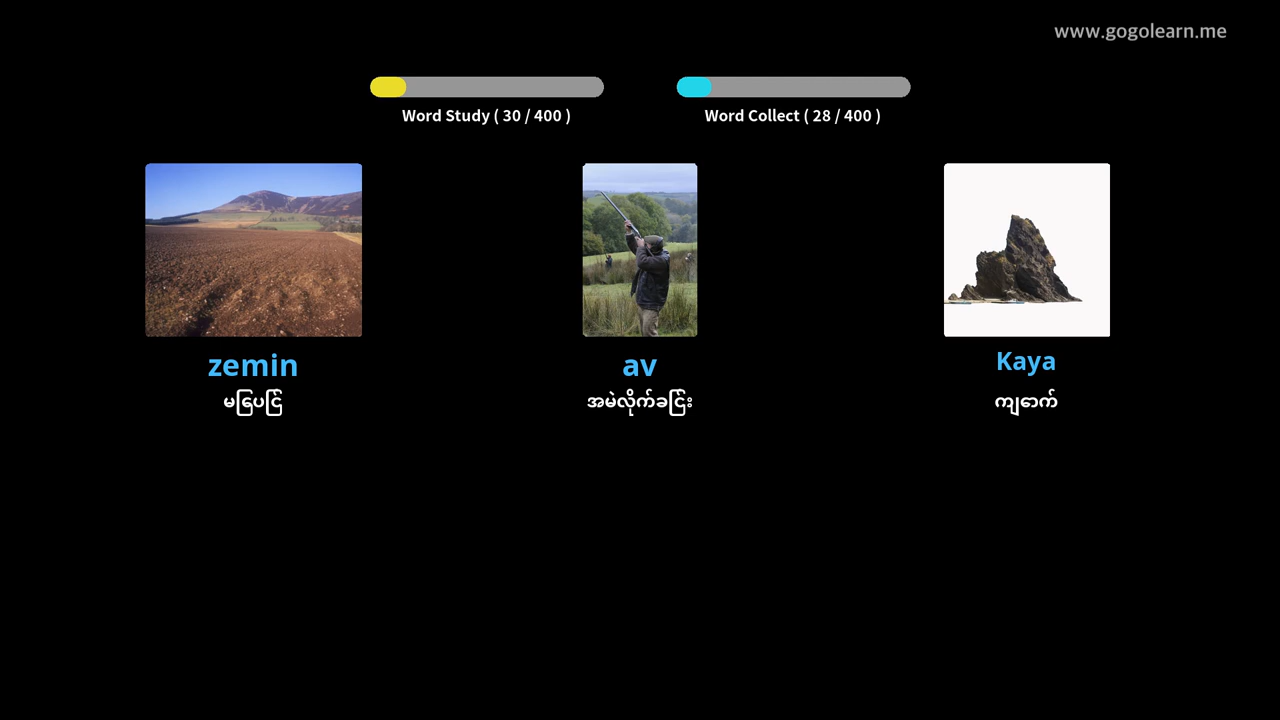 www.gogolearn.me
Word Study ( 30 / 400 )
Word Collect ( 28 / 400 )
zemin
av
Kaya
မြေပြင်
အမဲလိုက်ခြင်း
ကျောက်